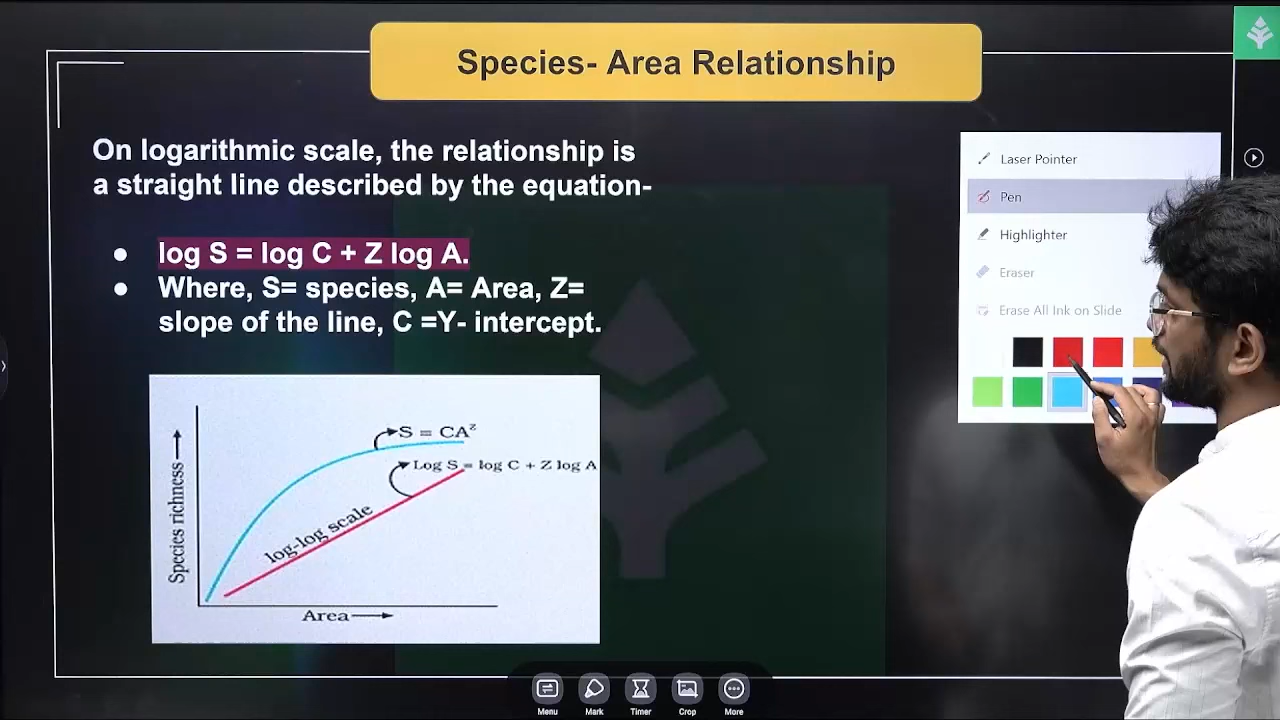 Species- Area Relationship
On logarithmic scale, the relationship is
a straight line described by the equation-
● log S = log C + Z log A.
● Where, S= species, A= Area, Z=
slope of the line, C =Y- intercept.
Species richness
S = CAᶻ
Log S = log C + Z log A
log-log scale
Area
Laser Pointer
Pen
Highlighter
Eraser
Erase All Ink on Slide
Menu
Mark
Timer
Crop
More